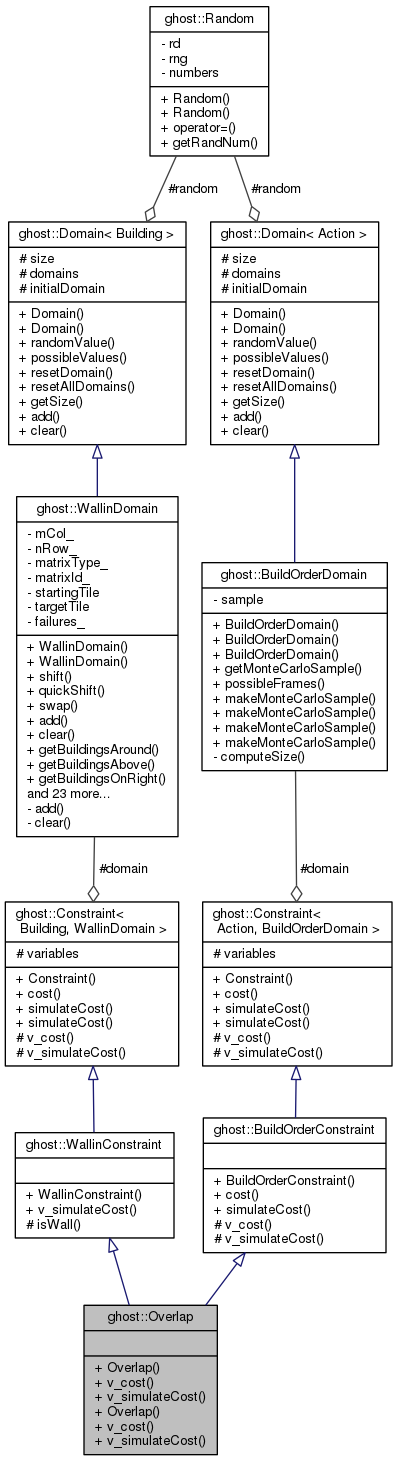 ghost::Random
- rd
- rng
- numbers
+ Random()
+ Random()
+ operator=()
+ getRandNum()
#random
#random
ghost::Domain< Building >
# size
# domains
# initialDomain
+ Domain()
+ Domain()
+ randomValue()
+ possibleValues()
+ resetDomain()
+ resetAllDomains()
+ getSize()
+ add()
+ clear()
ghost::Domain< Action >
# size
# domains
# initialDomain
+ Domain()
+ Domain()
+ randomValue()
+ possibleValues()
+ resetDomain()
+ resetAllDomains()
+ getSize()
+ add()
+ clear()
ghost::WallinDomain
- mCol_
- nRow_
- matrixType_
- matrixId_
- startingTile
- targetTile
- failures_
+ WallinDomain()
+ WallinDomain()
+ shift()
+ quickShift()
+ swap()
+ add()
+ clear()
+ getBuildingsAround()
+ getBuildingsAbove()
+ getBuildingsOnRight()
and 23 more...
- add()
- clear()
ghost::BuildOrderDomain
- sample
+ BuildOrderDomain()
+ BuildOrderDomain()
+ BuildOrderDomain()
+ getMonteCarloSample()
+ possibleFrames()
+ makeMonteCarloSample()
+ makeMonteCarloSample()
+ makeMonteCarloSample()
+ makeMonteCarloSample()
- computeSize()
#domain
#domain
ghost::Constraint<
Building, WallinDomain >
# variables
+ Constraint()
+ cost()
+ simulateCost()
+ simulateCost()
# v_cost()
# v_simulateCost()
ghost::Constraint<
Action, BuildOrderDomain >
# variables
+ Constraint()
+ cost()
+ simulateCost()
+ simulateCost()
# v_cost()
# v_simulateCost()
ghost::WallinConstraint
+ WallinConstraint()
+ v_simulateCost()
# isWall()
ghost::BuildOrderConstraint
+ BuildOrderConstraint()
+ cost()
+ simulateCost()
# v_cost()
# v_simulateCost()
ghost::Overlap
+ Overlap()
+ v_cost()
+ v_simulateCost()
+ Overlap()
+ v_cost()
+ v_simulateCost()